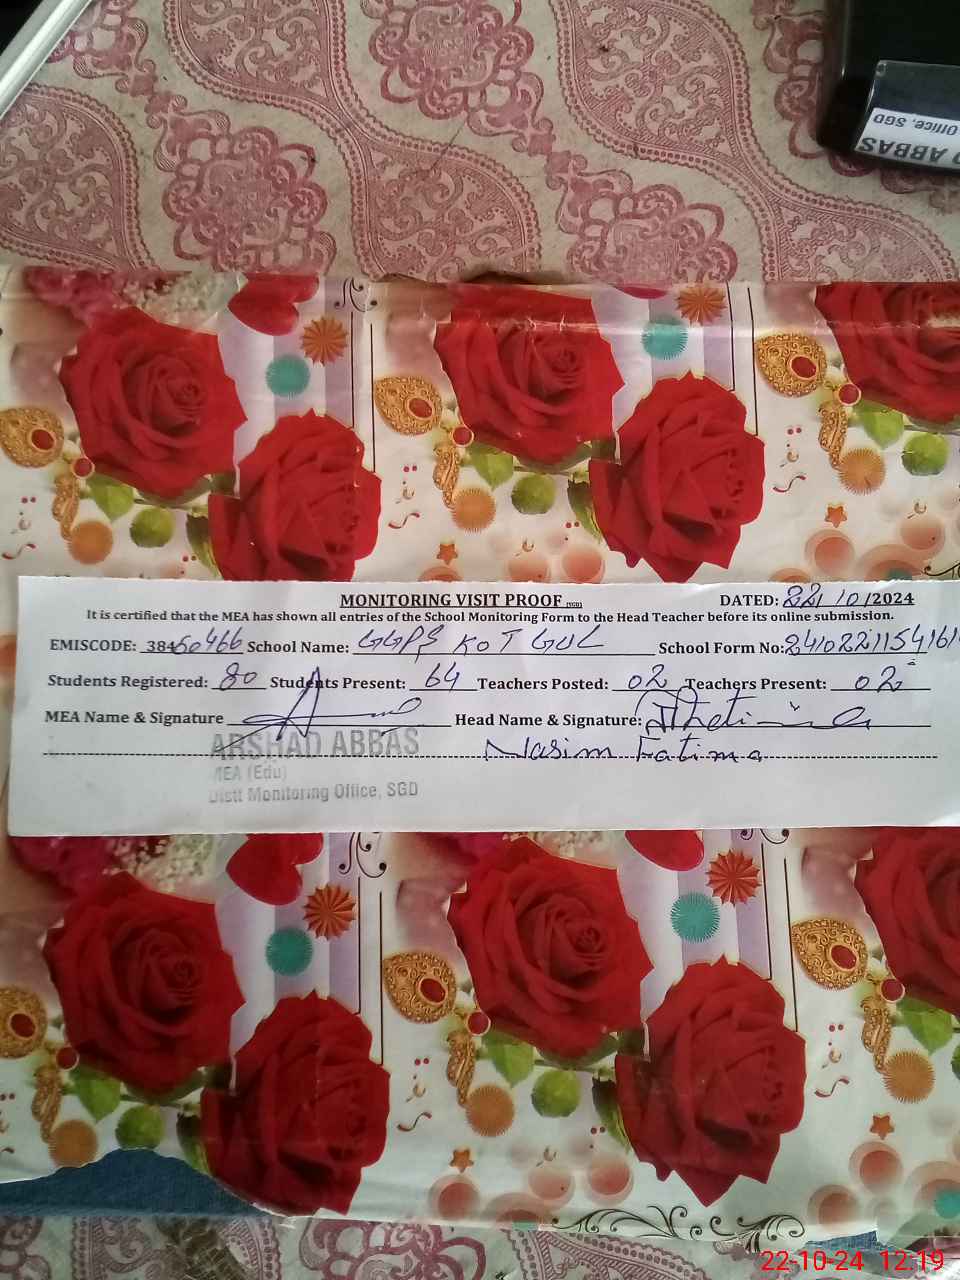 Office, SGD
ABBAS
MONITORING VISIT PROOF (SGD) DATED: 22/10/2024
It is certified that the MEA has shown all entries of the School Monitoring Form to the Head Teacher before its online submission.
EMISCODE: 38450466 School Name: GGPS KOT GUL School Form No:
Students Registered: 80 Students Present: 64 Teachers Posted: 02 Teachers Present: 02
MEA Name & Signature Head Name & Signature:
ARSHAD ABBAS Nasim Fatima
MEA (Edu)
Distt Monitoring Office, SGD
22-10-24 12:19